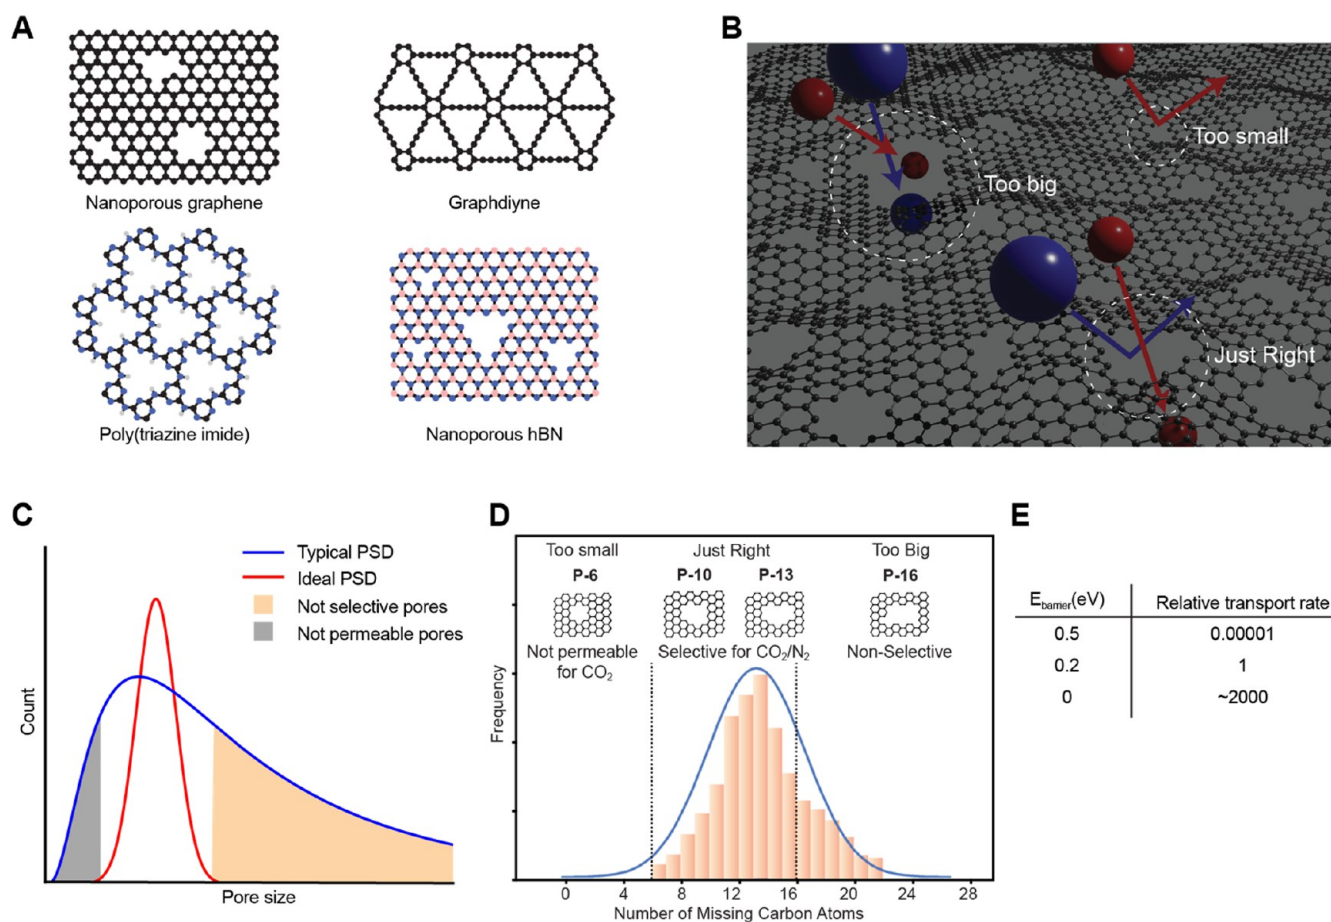 A
Nanoporous graphene
Graphdiyne
Poly(triazine imide)
Nanoporous hBN
B
Too small
Too big
Just Right
C
Count
Typical PSD
Ideal PSD
Not selective pores
Not permeable pores
Pore size
D
Too small
Just Right
Too Big
P-6
P-10
P-13
P-16
Not permeable
for CO₂
Selective for CO₂/N₂
Non-Selective
Frequency
0 4 8 12 16 20 24 28
Number of Missing Carbon Atoms
E
E_barrier(eV) Relative transport rate
0.5 0.00001
0.2 1
0 ~2000